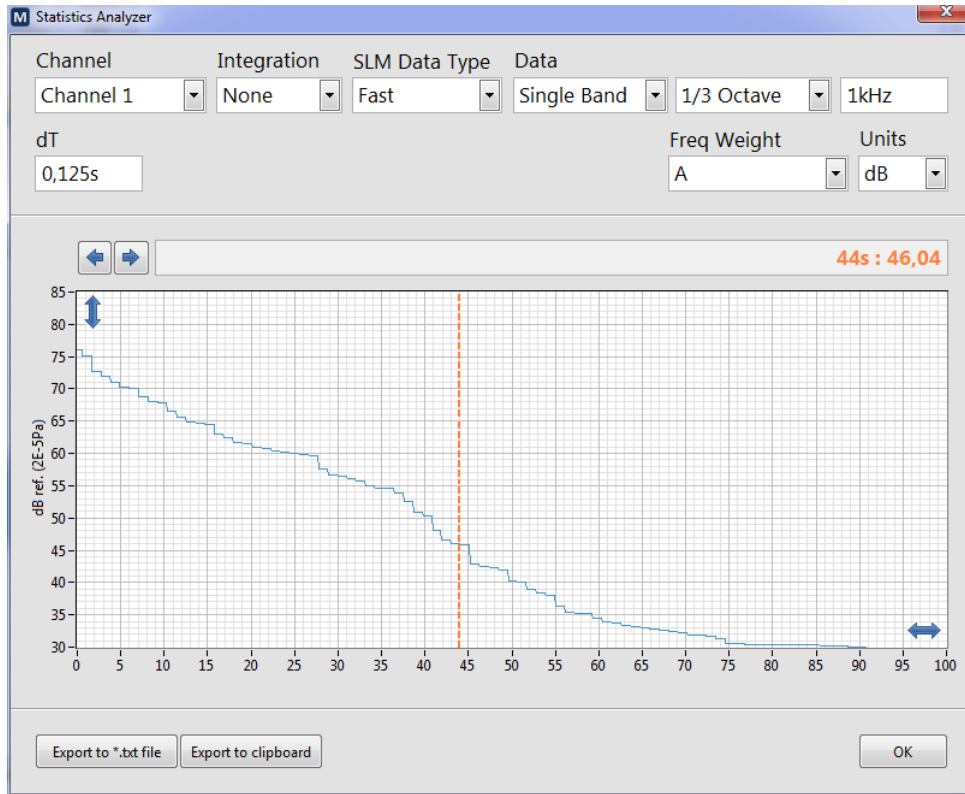 M Statistics Analyzer
x
Channel Integration SLM Data Type Data
Channel 1 None Fast Single Band 1/3 Octave 1kHz
dT Freq Weight Units
0,125s A dB
44s : 46,04
85
80
75
70
65
60
55
50
45
40
35
30
dB ref. (2E-5Pa)
0 5 10 15 20 25 30 35 40 45 50 55 60 65 70 75 80 85 90 95 100
Export to *.txt file Export to clipboard OK